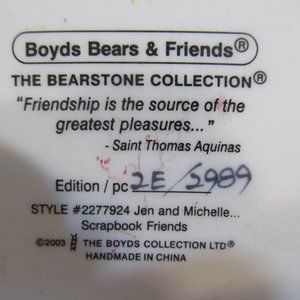 Boyds Bears & Friends®
THE BEARSTONE COLLECTION®
"Friendship is the source of the
greatest pleasures..."
- Saint Thomas Aquinas
Edition / pc 2E/2989
STYLE #2277924 Jen and Michelle...
Scrapbook Friends
©2003 THE BOYDS COLLECTION LTD®
HANDMADE IN CHINA